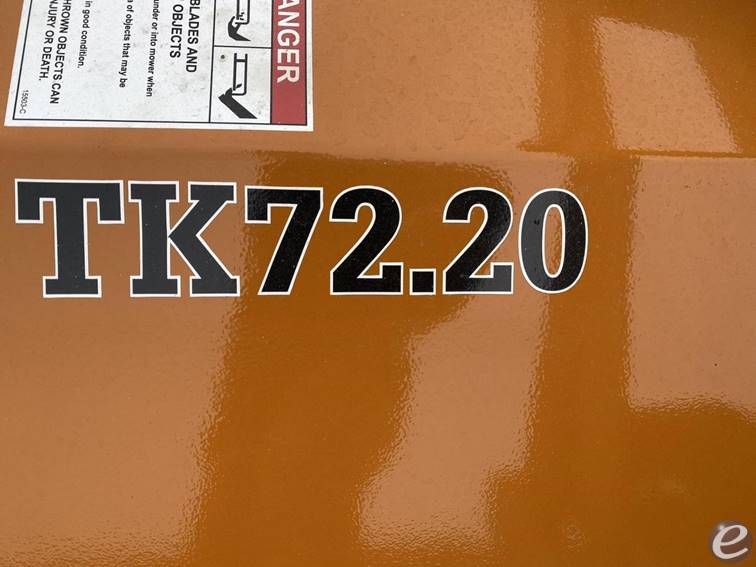 ANGER
BLADES AND
OBJECTS
under or into mower when
of objects that may be
in good condition.
HROWN OBJECTS CAN
NJURY OR DEATH.
15503-C
TK72.20
e